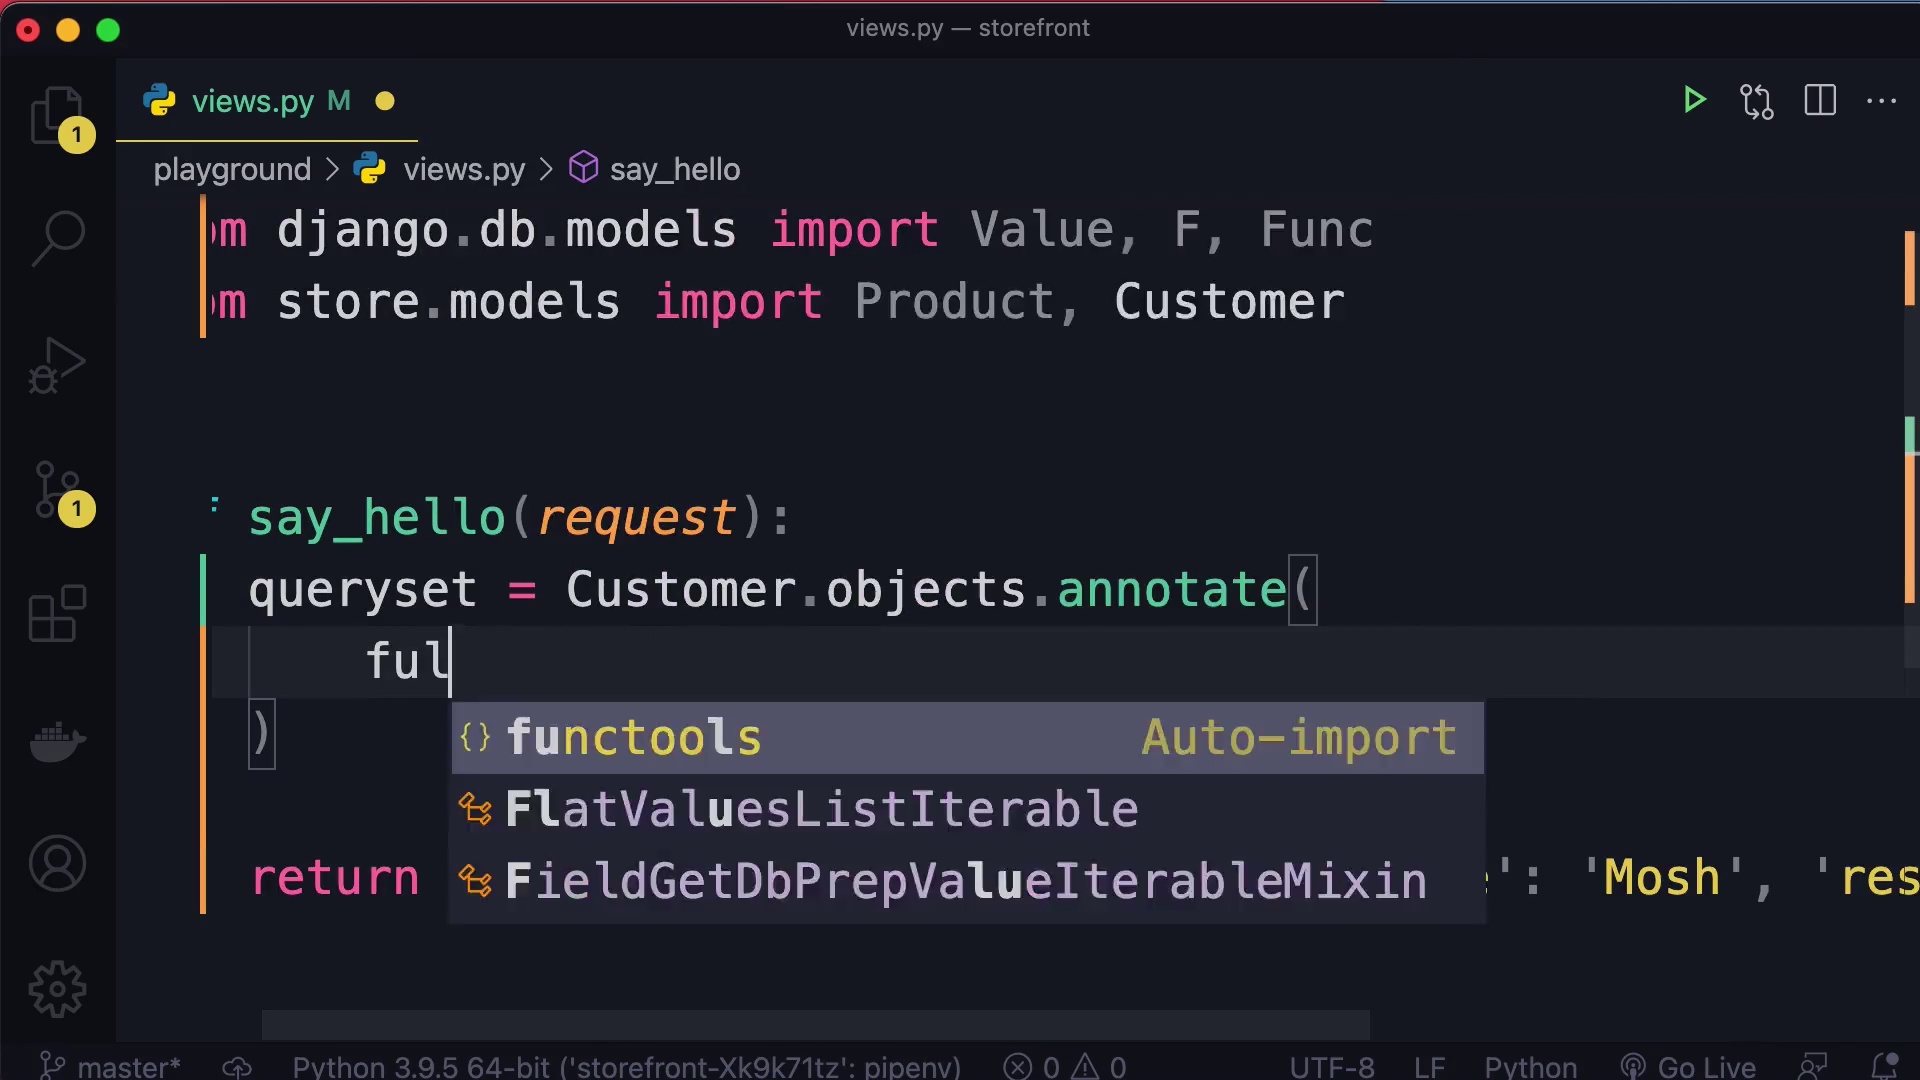 views.py — storefront
views.py M
1
playground > views.py > say_hello
om django.db.models import Value, F, Func
om store.models import Product, Customer
say_hello(request):
1
queryset = Customer.objects.annotate(
ful
)
{} functools Auto-import
FlatValuesListIterable
FieldGetDbPrepValueIterableMixin
return ': 'Mosh', 'res
master* Python 3.9.5 64-bit ('storefront-Xk9k71tz': pipenv) 0 0 UTF-8 LF Python Go Live